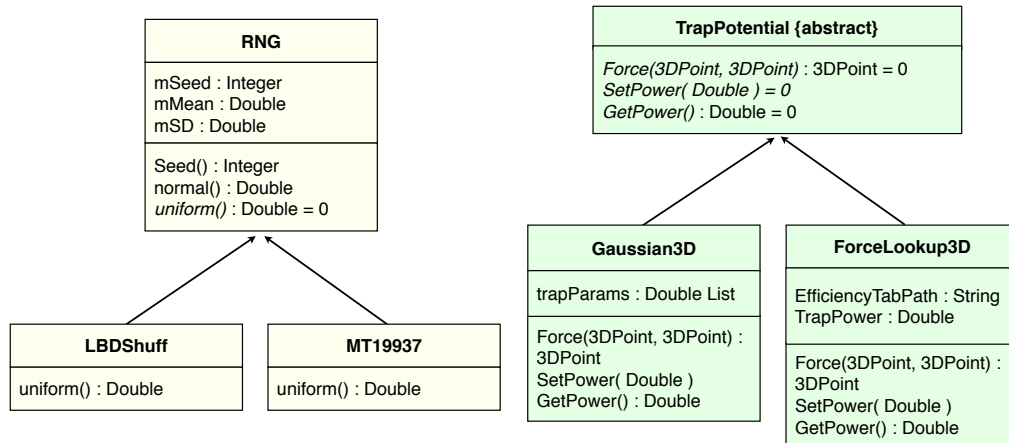 RNG
mSeed : Integer
mMean : Double
mSD : Double
Seed() : Integer
normal() : Double
uniform() : Double = 0
LBDShuff
uniform() : Double
MT19937
uniform() : Double
TrapPotential {abstract}
Force(3DPoint, 3DPoint) : 3DPoint = 0
SetPower( Double ) = 0
GetPower() : Double = 0
Gaussian3D
trapParams : Double List
Force(3DPoint, 3DPoint) :
3DPoint
SetPower( Double )
GetPower() : Double
ForceLookup3D
EfficiencyTabPath : String
TrapPower : Double
Force(3DPoint, 3DPoint) :
3DPoint
SetPower( Double )
GetPower() : Double